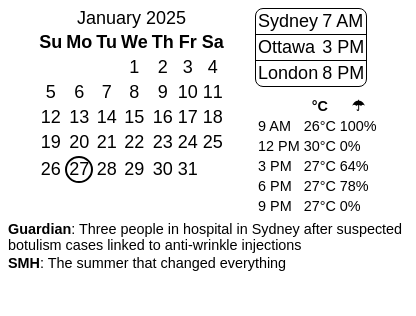 January 2025
Su Mo Tu We Th Fr Sa
1 2 3 4
5 6 7 8 9 10 11
12 13 14 15 16 17 18
19 20 21 22 23 24 25
26 27 28 29 30 31
Sydney 7 AM
Ottawa 3 PM
London 8 PM
°C ☂
9 AM 26°C 100%
12 PM 30°C 0%
3 PM 27°C 64%
6 PM 27°C 78%
9 PM 27°C 0%
Guardian: Three people in hospital in Sydney after suspected
botulism cases linked to anti-wrinkle injections
SMH: The summer that changed everything